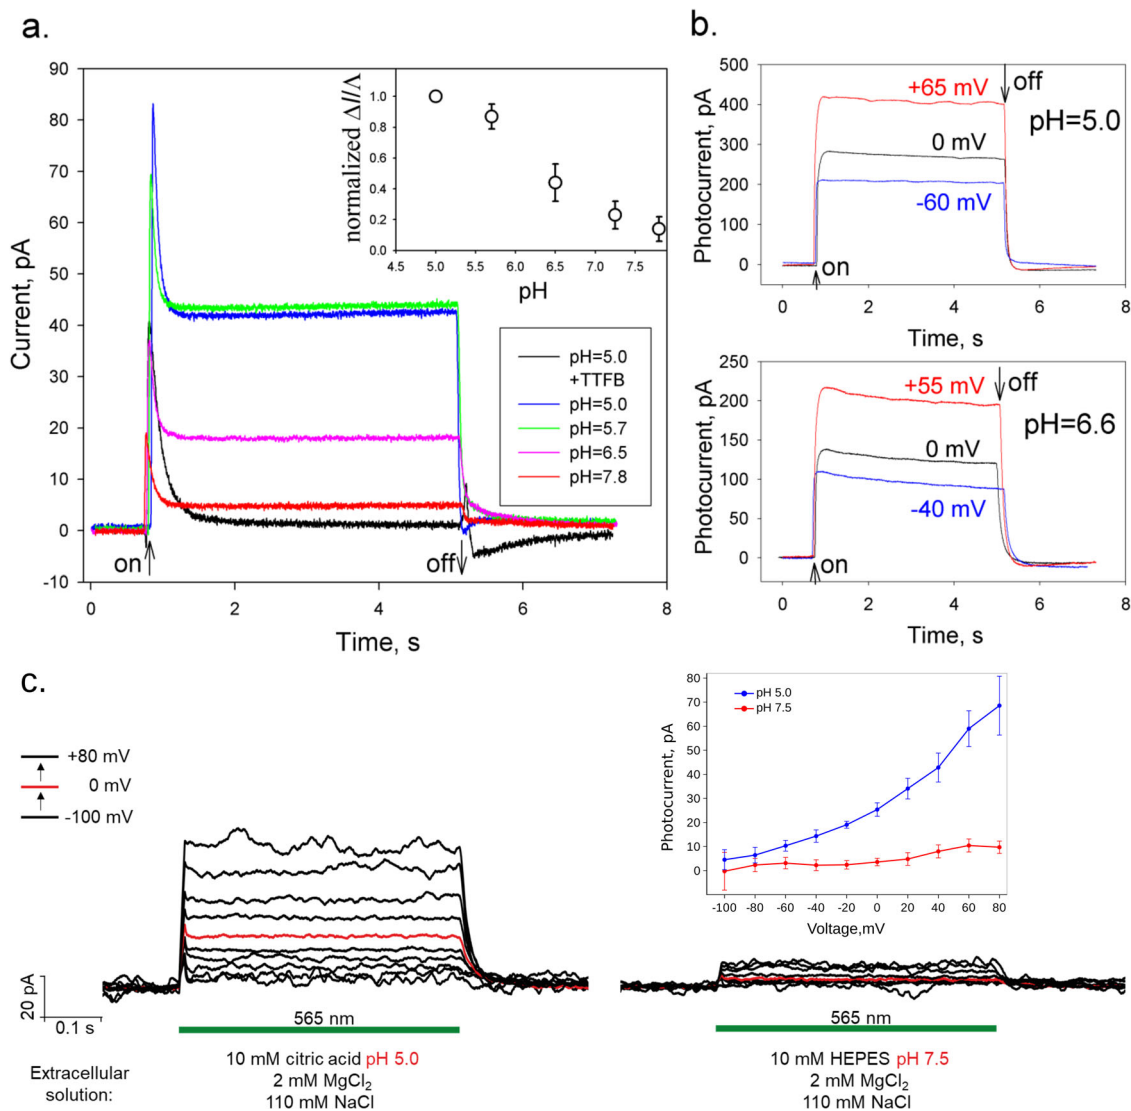 a.
90
80
70
60
50
40
30
20
10
0
-10
Current, pA
0 2 4 6 8
Time, s
on
off
normalized ΔI/Λ
1.0
0.8
0.6
0.4
0.2
0.0
4.5 5.0 5.5 6.0 6.5 7.0 7.5
pH
pH=5.0
+TTFB
pH=5.0
pH=5.7
pH=6.5
pH=7.8
b.
Photocurrent, pA
500
400
300
200
100
0
+65 mV
0 mV
-60 mV
off
on
pH=5.0
0 2 4 6 8
Time, s
Photocurrent, pA
250
200
150
100
50
0
+55 mV
0 mV
-40 mV
off
on
pH=6.6
0 2 4 6 8
Time, s
c.
+80 mV
0 mV
-100 mV
20 pA
0.1 s
565 nm
Extracellular
solution:
10 mM citric acid pH 5.0
2 mM MgCl₂
110 mM NaCl
Photocurrent, pA
80
70
60
50
40
30
20
10
0
pH 5.0
pH 7.5
-100 -80 -60 -40 -20 0 20 40 60 80
Voltage,mV
565 nm
10 mM HEPES pH 7.5
2 mM MgCl₂
110 mM NaCl